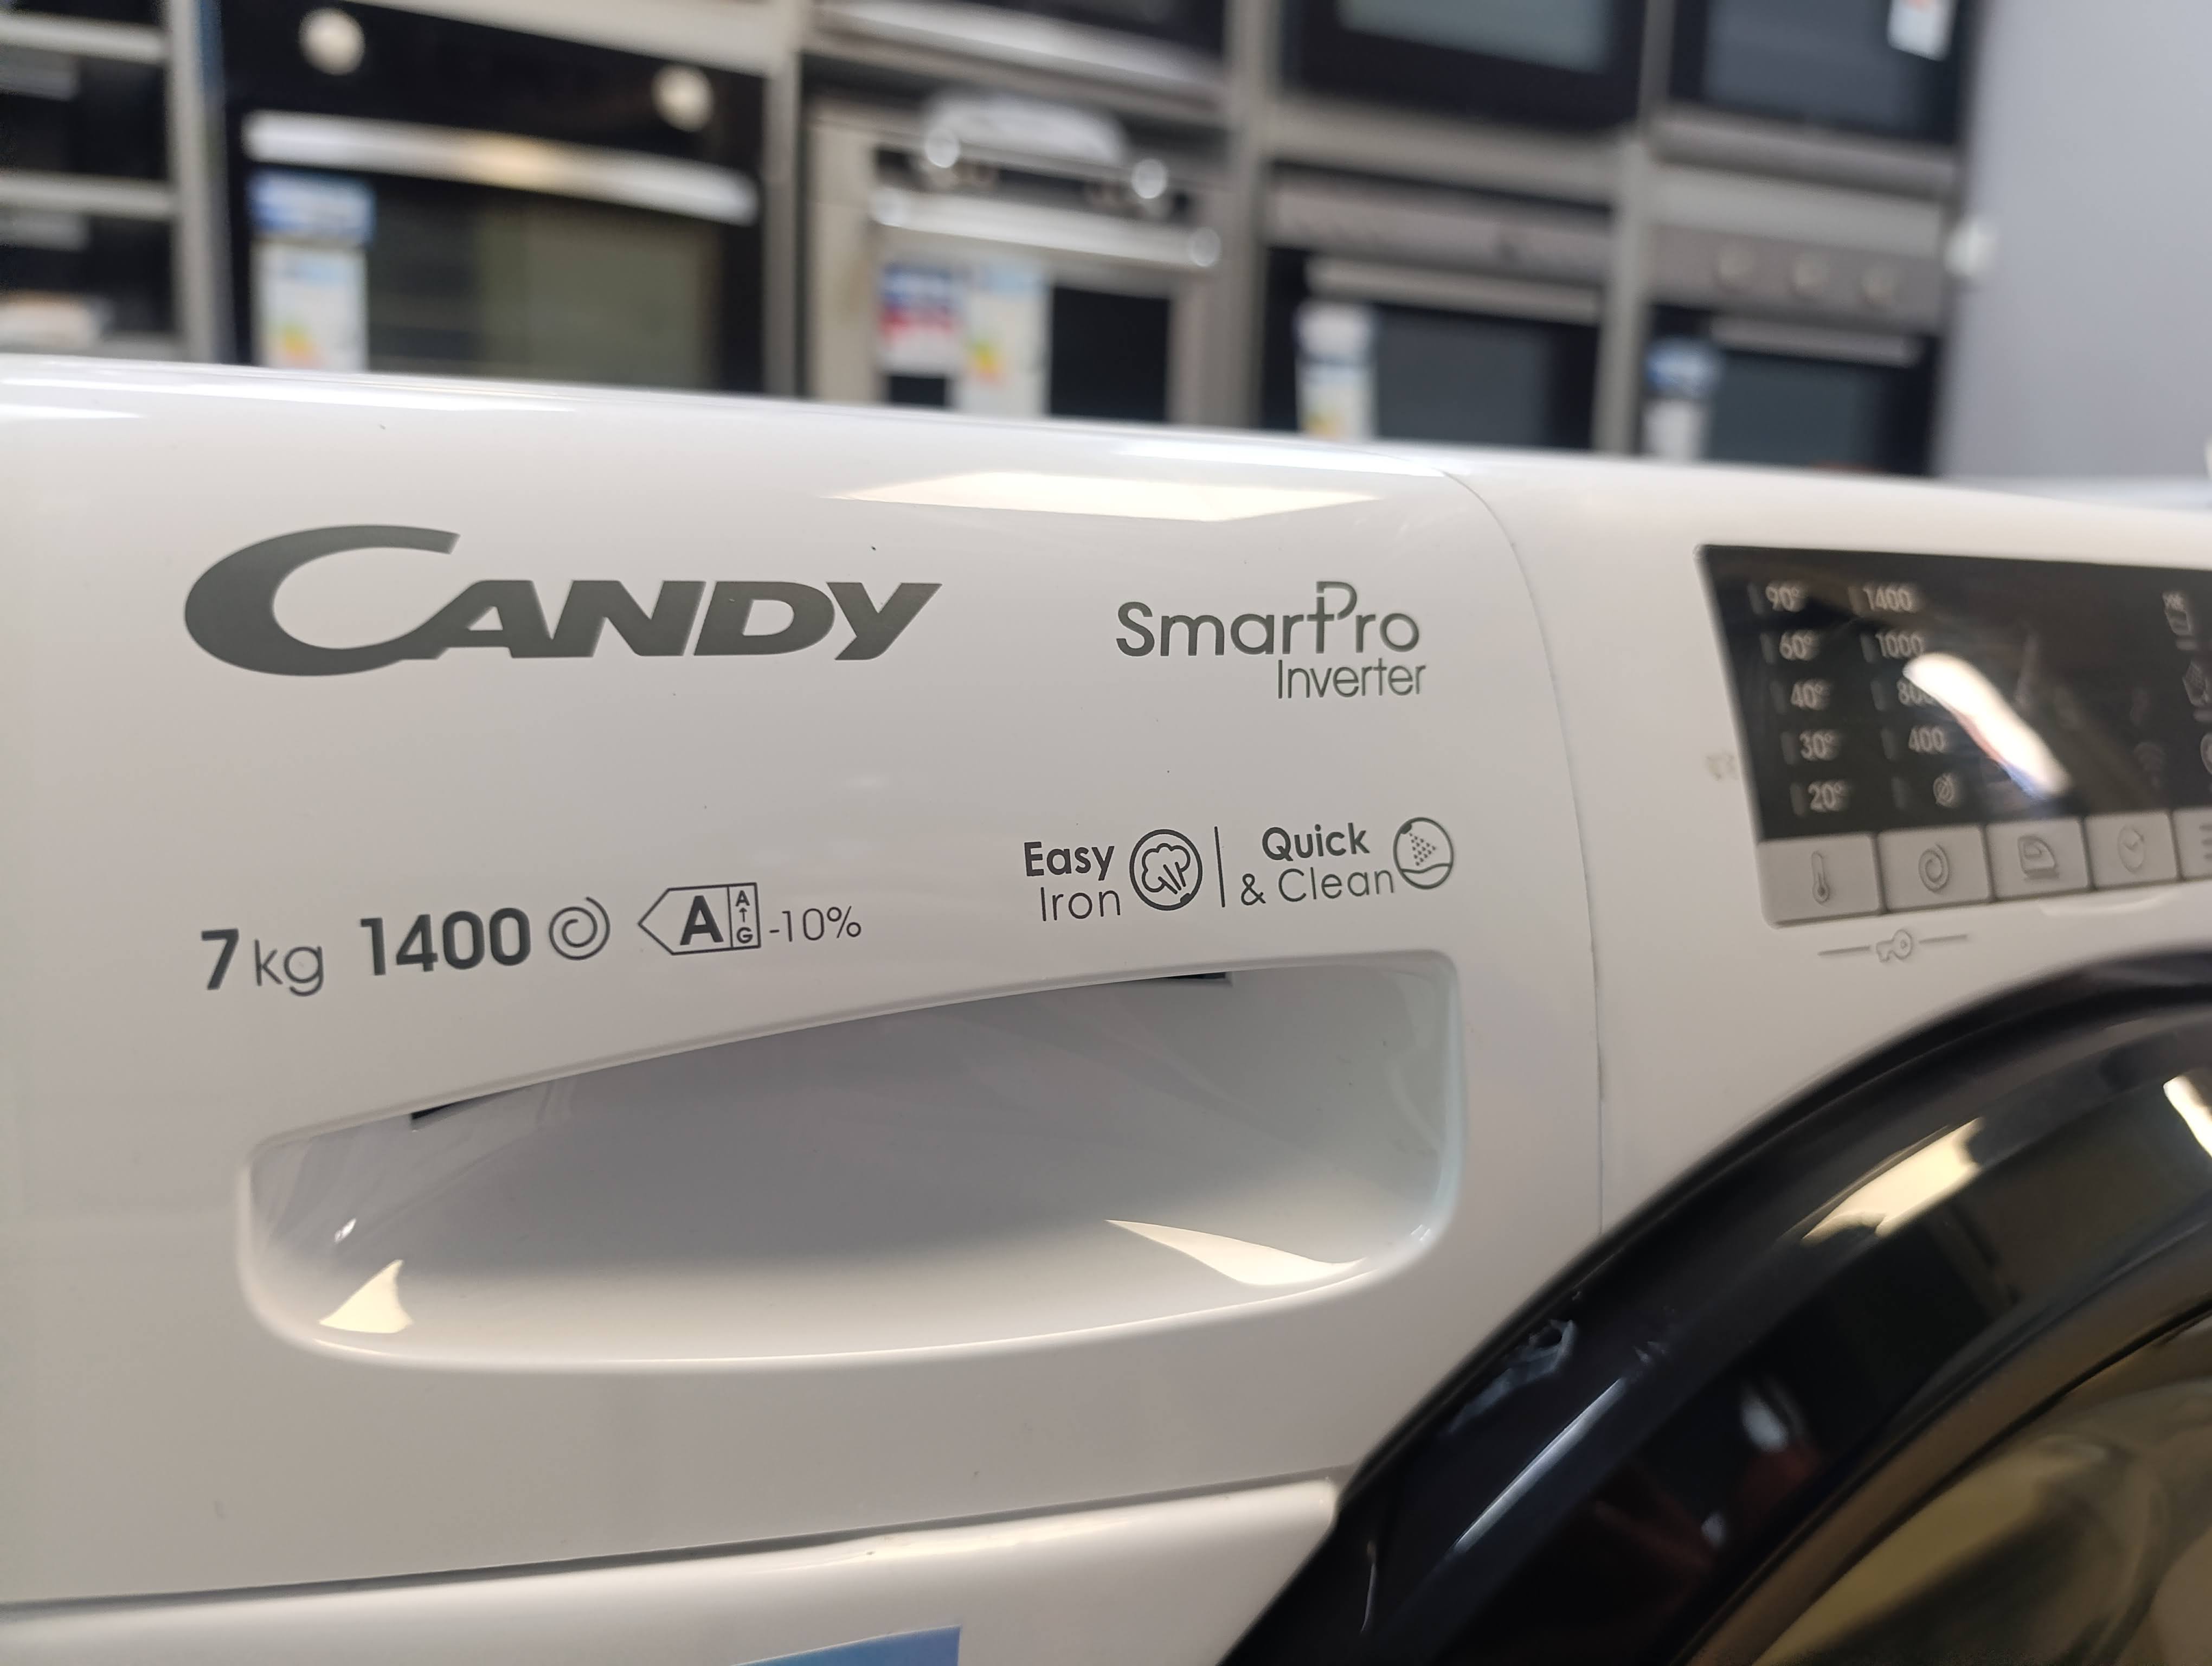 CANDY
SmartPro
Inverter
Easy
Iron
Quick
& Clean
7kg 1400 A A G -10%
90° 1400
60° 1000
40°
30° 400
20°